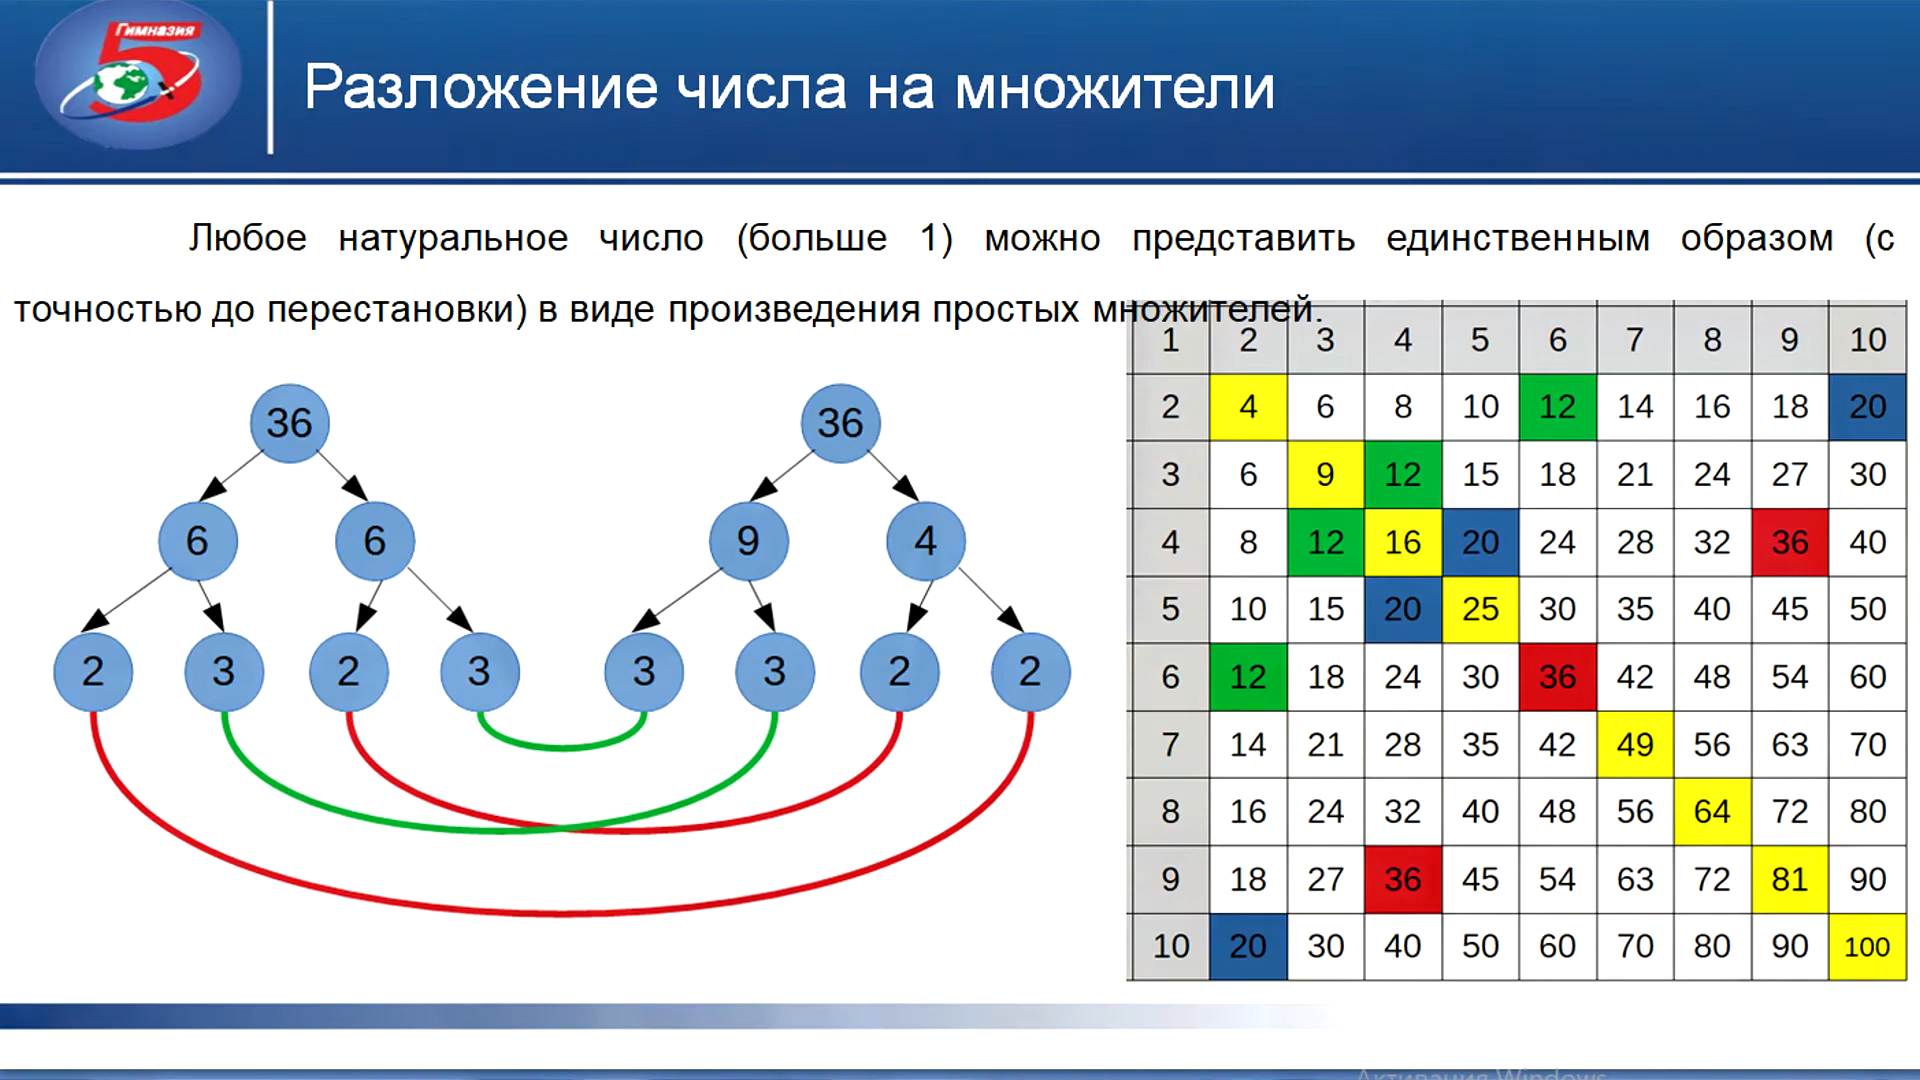 Гимназия
5
Разложение числа на множители
Любое натуральное число (больше 1) можно представить единственным образом (с
точностью до перестановки) в виде произведения простых множителей.
36
6 6
2 3 2 3
36
9 4
3 3 2 2
1 2 3 4 5 6 7 8 9 10
2 4 6 8 10 12 14 16 18 20
3 6 9 12 15 18 21 24 27 30
4 8 12 16 20 24 28 32 36 40
5 10 15 20 25 30 35 40 45 50
6 12 18 24 30 36 42 48 54 60
7 14 21 28 35 42 49 56 63 70
8 16 24 32 40 48 56 64 72 80
9 18 27 36 45 54 63 72 81 90
10 20 30 40 50 60 70 80 90 100
Активация Windows